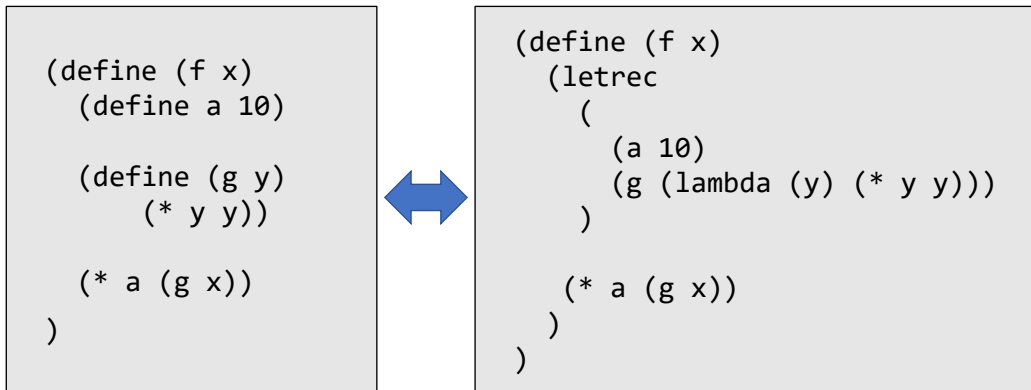 (define (f x)
  (define a 10)
  (define (g y)
      (* y y))
  (* a (g x))
)
(define (f x)
  (letrec
    (
      (a 10)
      (g (lambda (y) (* y y)))
    )
   (* a (g x))
  )
)